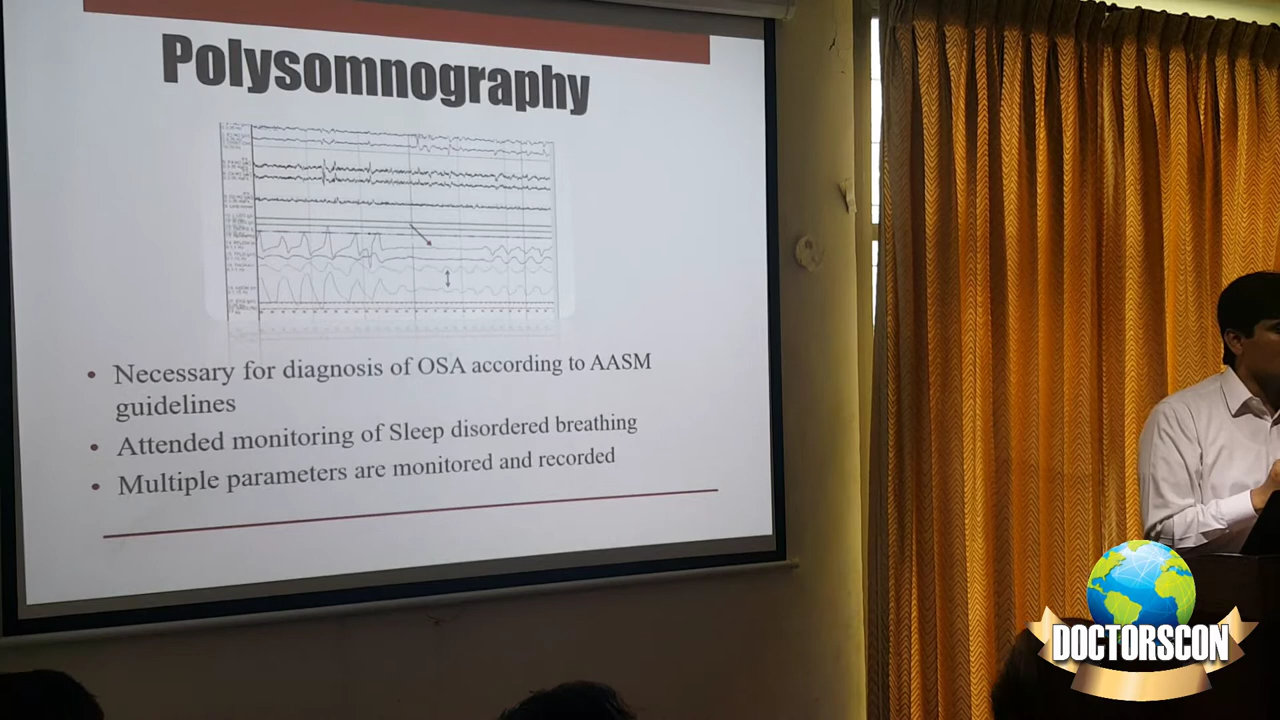 Polysomnography
• Necessary for diagnosis of OSA according to AASM
guidelines
• Attended monitoring of Sleep disordered breathing
• Multiple parameters are monitored and recorded
DOCTORSCON